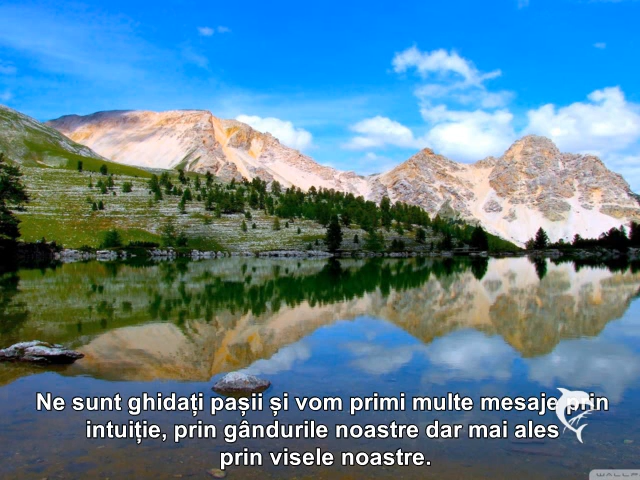 Ne sunt ghidați pașii și vom primi multe mesaje prin
intuiție, prin gândurile noastre dar mai ales
prin visele noastre.